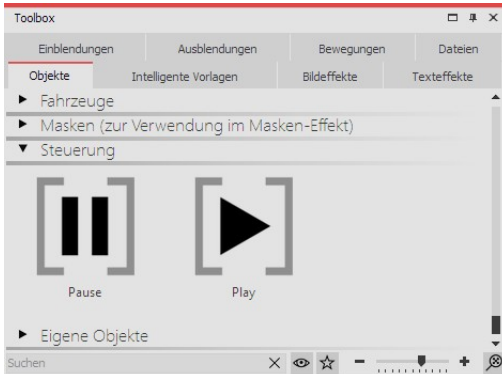 Toolbox
Einblendungen Ausblendungen Bewegungen Dateien
Objekte Intelligente Vorlagen Bildeffekte Texteffekte
Fahrzeuge
Masken (zur Verwendung im Masken-Effekt)
Steuerung
Pause Play
Eigene Objekte
Suchen